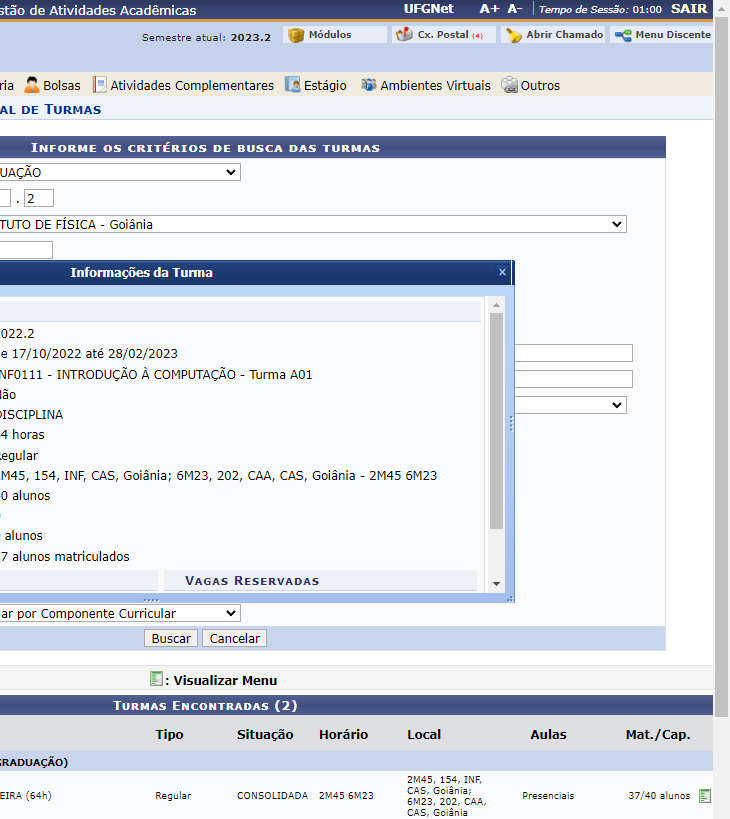 stão de Atividades Acadêmicas UFGNet A+ A- Tempo de Sessão: 01:00 SAIR
Semestre atual: 2023.2 Módulos Cx. Postal (4) Abrir Chamado Menu Discente
ria Bolsas Atividades Complementares Estágio Ambientes Virtuais Outros
AL DE TURMAS
INFORME OS CRITÉRIOS DE BUSCA DAS TURMAS
UAÇÃO
. 2
TUTO DE FÍSICA - Goiânia
Informações da Turma x
022.2
e 17/10/2022 até 28/02/2023
NF0111 - INTRODUÇÃO À COMPUTAÇÃO - Turma A01
ão
DISCIPLINA
4 horas
egular
2M45, 154, INF, CAS, Goiânia; 6M23, 202, CAA, CAS, Goiânia - 2M45 6M23
0 alunos
alunos
7 alunos matriculados
VAGAS RESERVADAS
ar por Componente Curricular
Buscar Cancelar
: Visualizar Menu
TURMAS ENCONTRADAS (2)
Tipo Situação Horário Local Aulas Mat./Cap.
GRADUAÇÃO)
EIRA (64h) Regular CONSOLIDADA 2M45 6M23 2M45, 154, INF,
CAS, Goiânia;
6M23, 202, CAA,
CAS, Goiânia
Presenciais 37/40 alunos